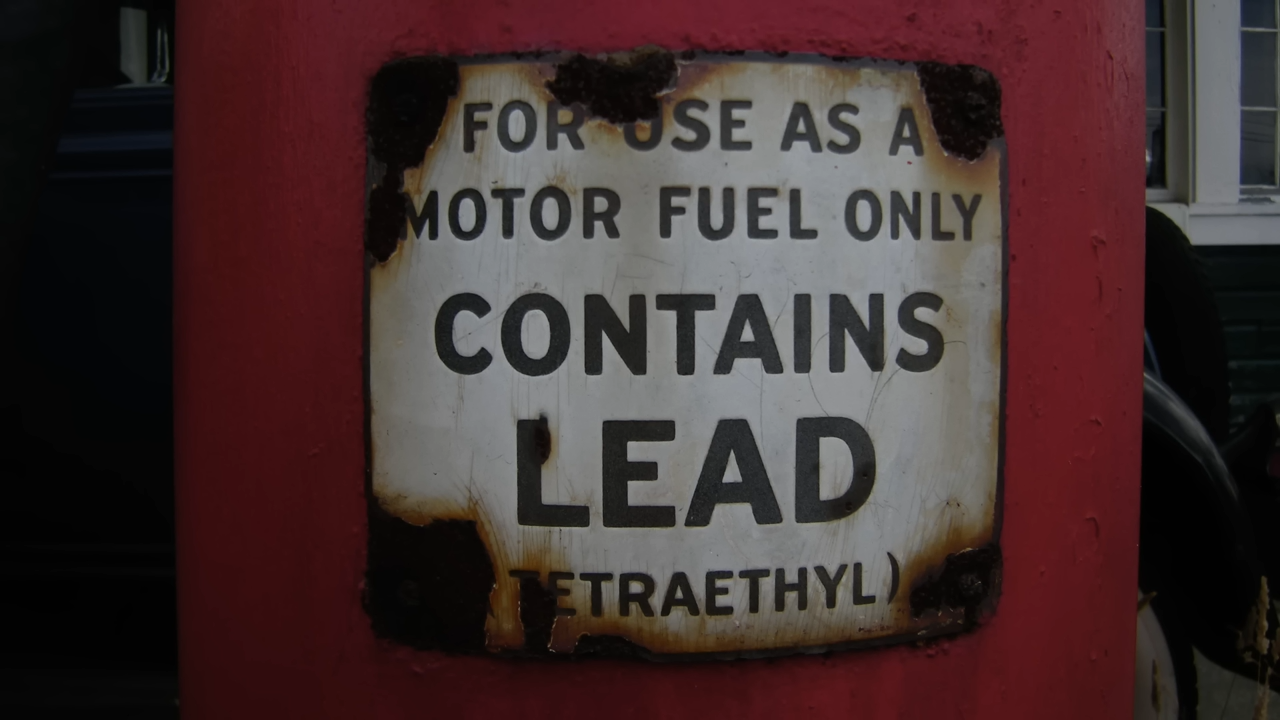 FOR USE AS A
MOTOR FUEL ONLY
CONTAINS
LEAD
TETRAETHYL)